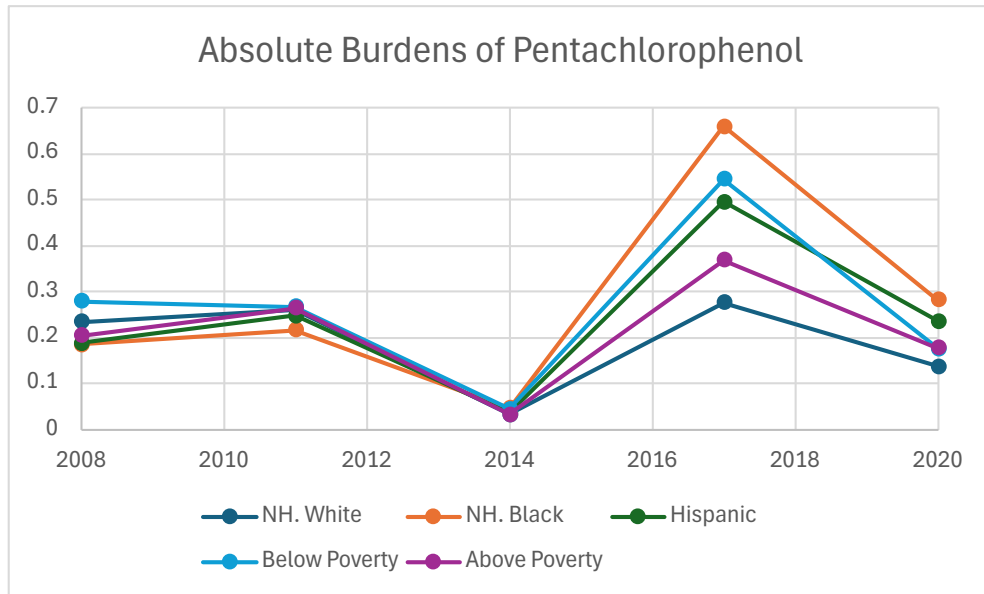 Absolute Burdens of Pentachlorophenol
0.7
0.6
0.5
0.4
0.3
0.2
0.1
0
2008 2010 2012 2014 2016 2018 2020
NH. White NH. Black Hispanic
Below Poverty Above Poverty